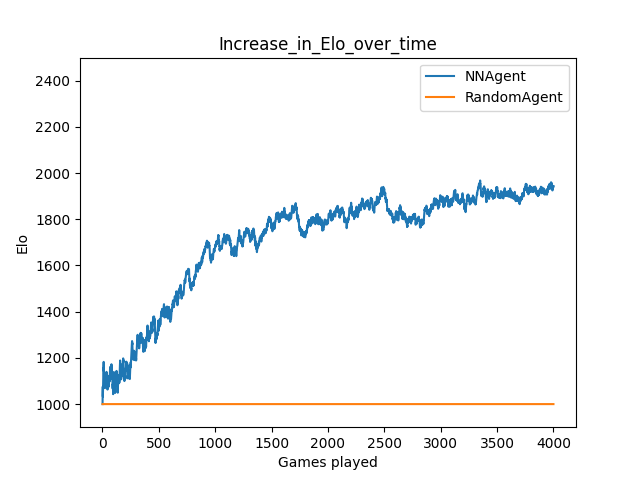 Increase_in_Elo_over_time
NNAgent
RandomAgent
2400
2200
2000
1800
1600
1400
1200
1000
Elo
0 500 1000 1500 2000 2500 3000 3500 4000
Games played